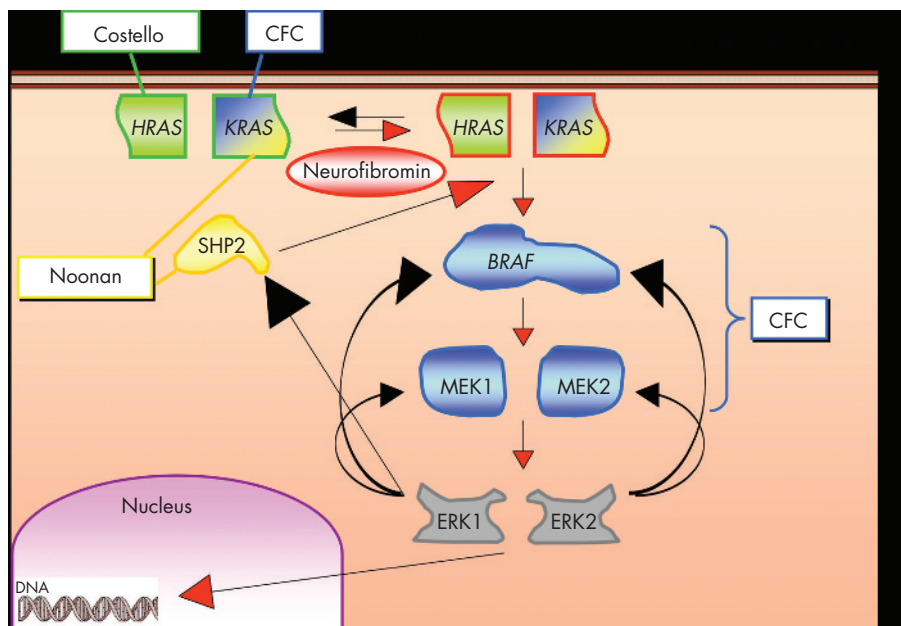 Costello
CFC
HRAS
KRAS
HRAS
KRAS
Neurofibromin
SHP2
Noonan
BRAF
CFC
MEK1
MEK2
Nucleus
ERK1
ERK2
DNA